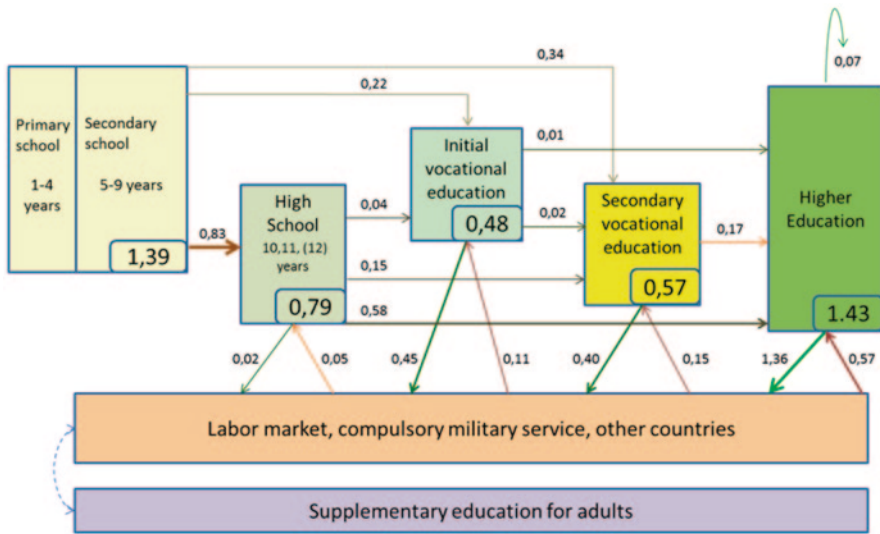 0,34
0,07
0,22
Primary
school
1-4
years
Secondary
school
5-9 years
1,39
0,83
High
School
10,11, (12)
years
0,79
0,04
0,15
0,58
Initial
vocational
education
0,48
0,01
0,02
Secondary
vocational
education
0,57
0,17
Higher
Education
1.43
0,02
0,05
0,45
0,11
0,40
0,15
1,36
0,57
Labor market, compulsory military service, other countries
Supplementary education for adults